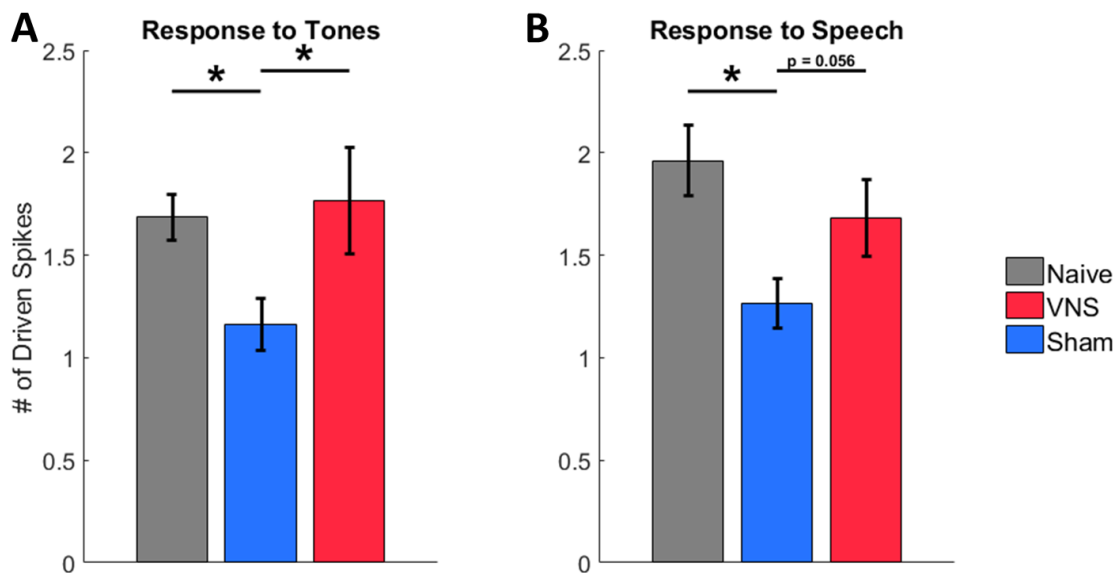 A
Response to Tones
2.5
2
1.5
1
0.5
0
# of Driven Spikes
*
*
B
Response to Speech
2.5
2
1.5
1
0.5
0
*
p = 0.056
Naive
VNS
Sham